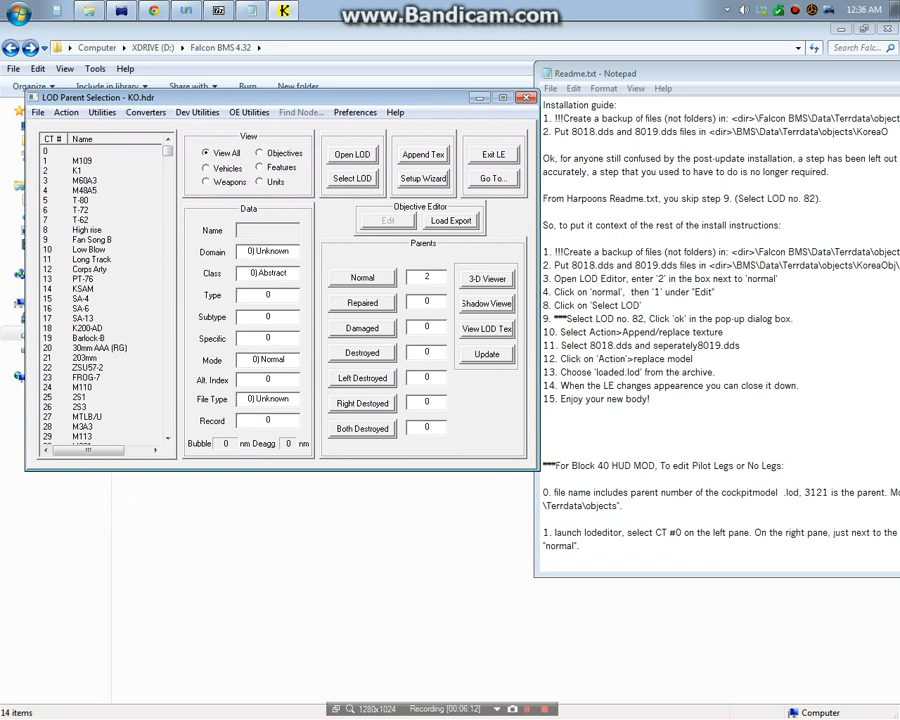 www.Bandicam.com
12:36 AM
Computer ▸ XDRIVE (D:) ▸ Falcon BMS 4.32 ▸
Search Falc...
File Edit View Tools Help
Organize Include in library Share with Burn New folder
LOD Parent Selection - KO.hdr
File Action Utilities Converters Dev Utilities OE Utilities Find Node... Preferences Help
CT # Name
0
1 M109
2 K1
3 M60A3
4 M48A5
5 T-80
6 T-72
7 T-62
8 High rise
9 Fan Song B
10 Low Blow
11 Long Track
12 Corps Arty
13 PT-76
14 KSAM
15 SA-4
16 SA-6
17 SA-13
18 K200-AD
19 Barlock-B
20 30mm AAA (RG)
21 203mm
22 ZSU57-2
23 FROG-7
24 M110
25 2S1
26 2S3
27 MTLB/U
28 M3A3
29 M113
View
View All Objectives
Vehicles Features
Weapons Units
Open LOD Append Tex Exit LE
Select LOD Setup Wizard Go To...
Objective Editor
Edit Load Export
Data
Name
Domain 0) Unknown
Class 0) Abstract
Type 0
Subtype 0
Specific 0
Mode 0) Normal
Alt. Index 0
File Type 0) Unknown
Record 0
Bubble 0 nm Deagg 0 nm
Parents
Normal 2 3-D Viewer
Repaired 0 Shadow Viewe
Damaged 0 View LOD Tex
Destroyed 0 Update
Left Destroyed 0
Right Destoyed 0
Both Destroyed 0
Readme.txt - Notepad
File Edit Format View Help
Installation guide:
1. !!!Create a backup of files (not folders) in: <dir>\Falcon BMS\Data\Terrdata\object
2. Put 8018.dds and 8019.dds files in <dir>\BMS\Data\Terrdata\objects\KoreaO
Ok, for anyone still confused by the post-update installation, a step has been left out
accurately, a step that you used to have to do is no longer required.
From Harpoons Readme.txt, you skip step 9. (Select LOD no. 82).
So, to put it context of the rest of the install instructions:
1. !!!Create a backup of files (not folders) in: <dir>\Falcon BMS\Data\Terrdata\object
2. Put 8018.dds and 8019.dds files in <dir>\BMS\Data\Terrdata\objects\KoreaObj\
3. Open LOD Editor, enter '2' in the box next to 'normal'
4. Click on 'normal', then '1' under "Edit"
8. Click on 'Select LOD'
9. ****Select LOD no. 82, Click 'ok' in the pop-up dialog box.
10. Select Action>Append/replace texture
11. Select 8018.dds and seperately8019.dds
12. Click on 'Action'>replace model
13. Choose 'loaded.lod' from the archive.
14. When the LE changes appearence you can close it down.
15. Enjoy your new body!
****For Block 40 HUD MOD, To edit Pilot Legs or No Legs:
0. file name includes parent number of the cockpitmodel .lod, 3121 is the parent. Mo
\Terrdata\objects".
1. launch lodeditor, select CT #0 on the left pane. On the right pane, just next to the
"normal".
14 items
1280x1024 Recording [00:06:12]
Computer